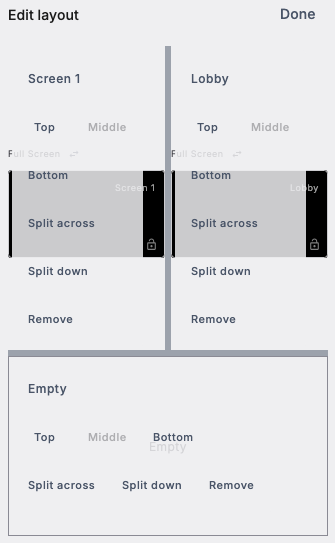 Edit layout Done
Screen 1 Lobby
Top Middle Top Middle
Full Screen Full Screen
Bottom Bottom
Screen 1 Lobby
Split across Split across
Split down Split down
Remove Remove
Empty
Top Middle Bottom
Empty
Split across Split down Remove